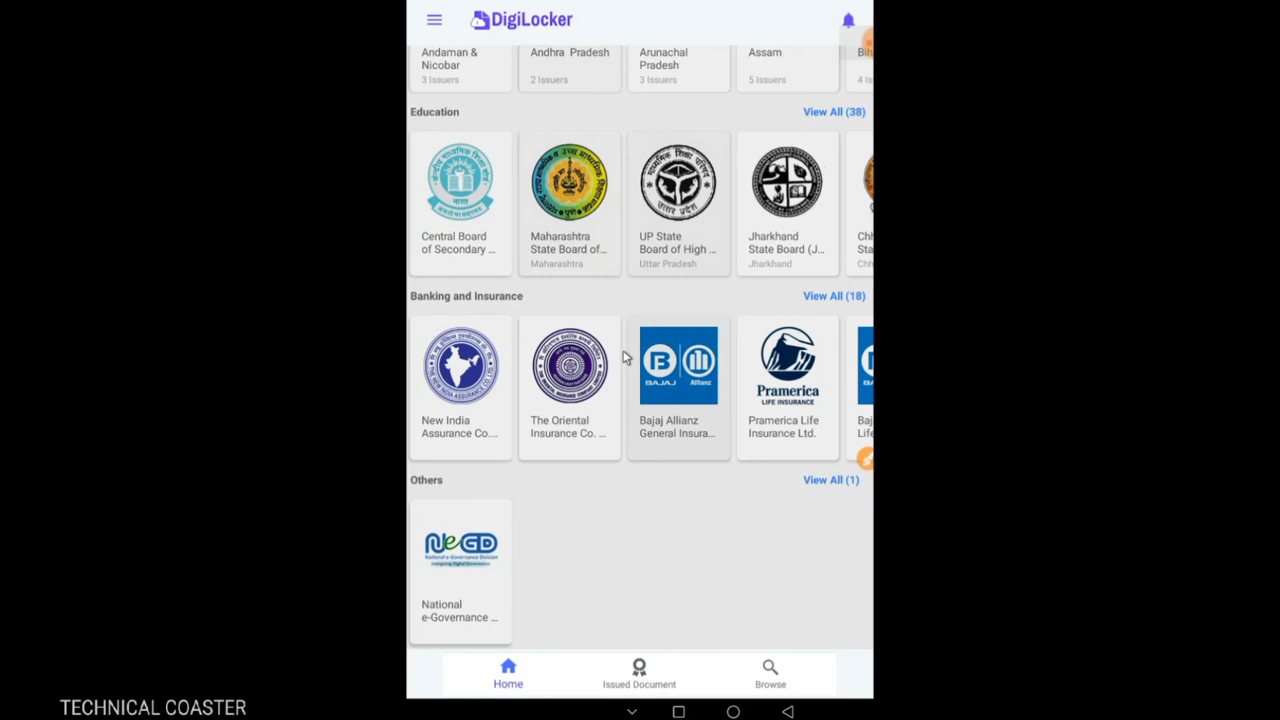 DigiLocker
Andaman &
Nicobar
3 Issuers
Andhra Pradesh
2 Issuers
Arunachal
Pradesh
3 Issuers
Assam
5 Issuers
Education
View All (38)
Central Board
of Secondary ...
Maharashtra
State Board of...
Maharashtra
UP State
Board of High ...
Uttar Pradesh
Jharkhand
State Board (J...
Jharkhand
Banking and Insurance
View All (18)
BAJAJ
Allianz
Pramerica
LIFE INSURANCE
New India
Assurance Co....
The Oriental
Insurance Co. ...
Bajaj Allianz
General Insura...
Pramerica Life
Insurance Ltd.
Others
View All (1)
NeGD
National e-Governance Division
National
e-Governance ...
Home
Issued Document
Browse
TECHNICAL COASTER